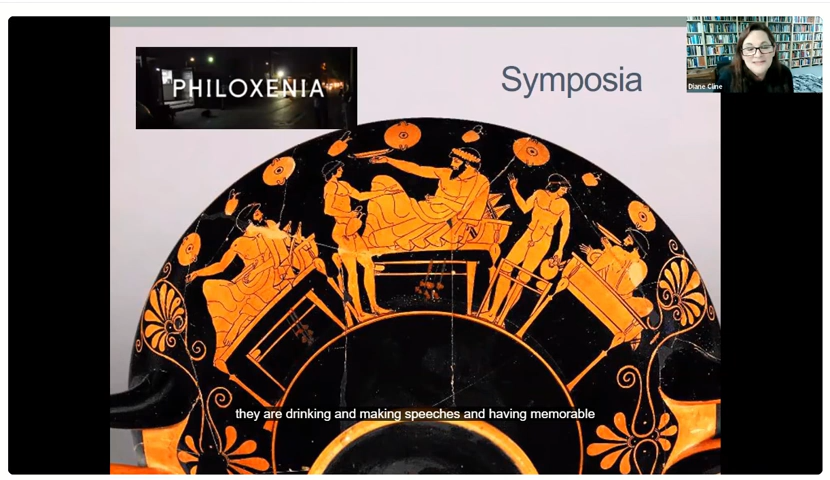 PHILOXENIA
Symposia
Diane Cline
they are drinking and making speeches and having memorable